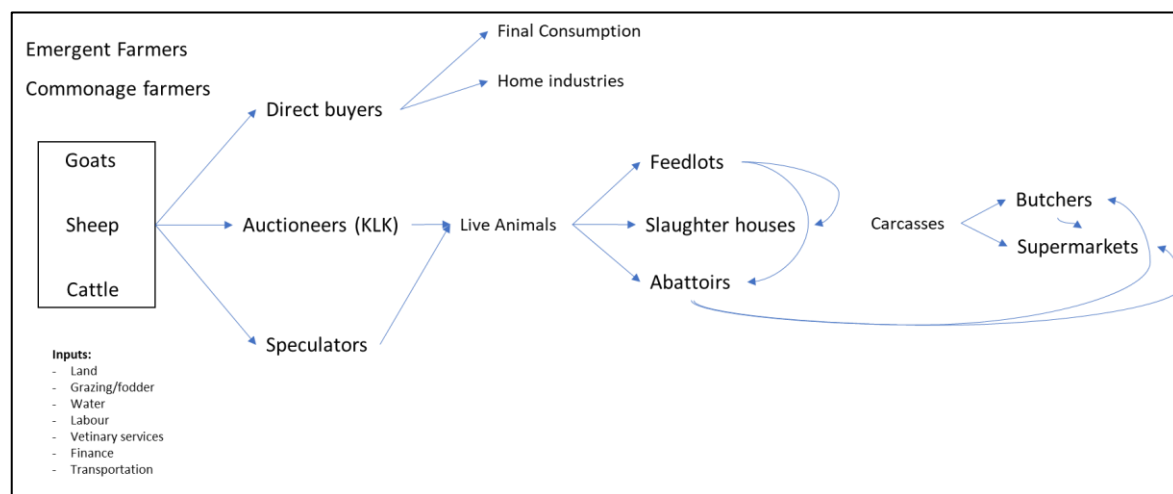 Emergent Farmers
Commonage farmers
Goats
Sheep
Cattle
Inputs:
- Land
- Grazing/fodder
- Water
- Labour
- Vetinary services
- Finance
- Transportation
Direct buyers
Auctioneers (KLK)
Speculators
Final Consumption
Home industries
Live Animals
Feedlots
Slaughter houses
Abattoirs
Carcasses
Butchers
Supermarkets